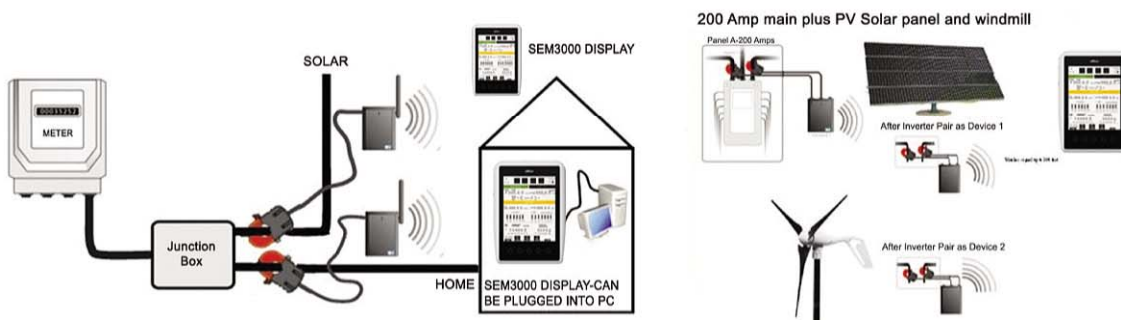 SOLAR
SEM3000 DISPLAY
00035252
METER
Junction
Box
HOME
SEM3000 DISPLAY-CAN
BE PLUGGED INTO PC
200 Amp main plus PV Solar panel and windmill
Panel A-200 Amps
After Inverter Pair as Device 1
After Inverter Pair as Device 2